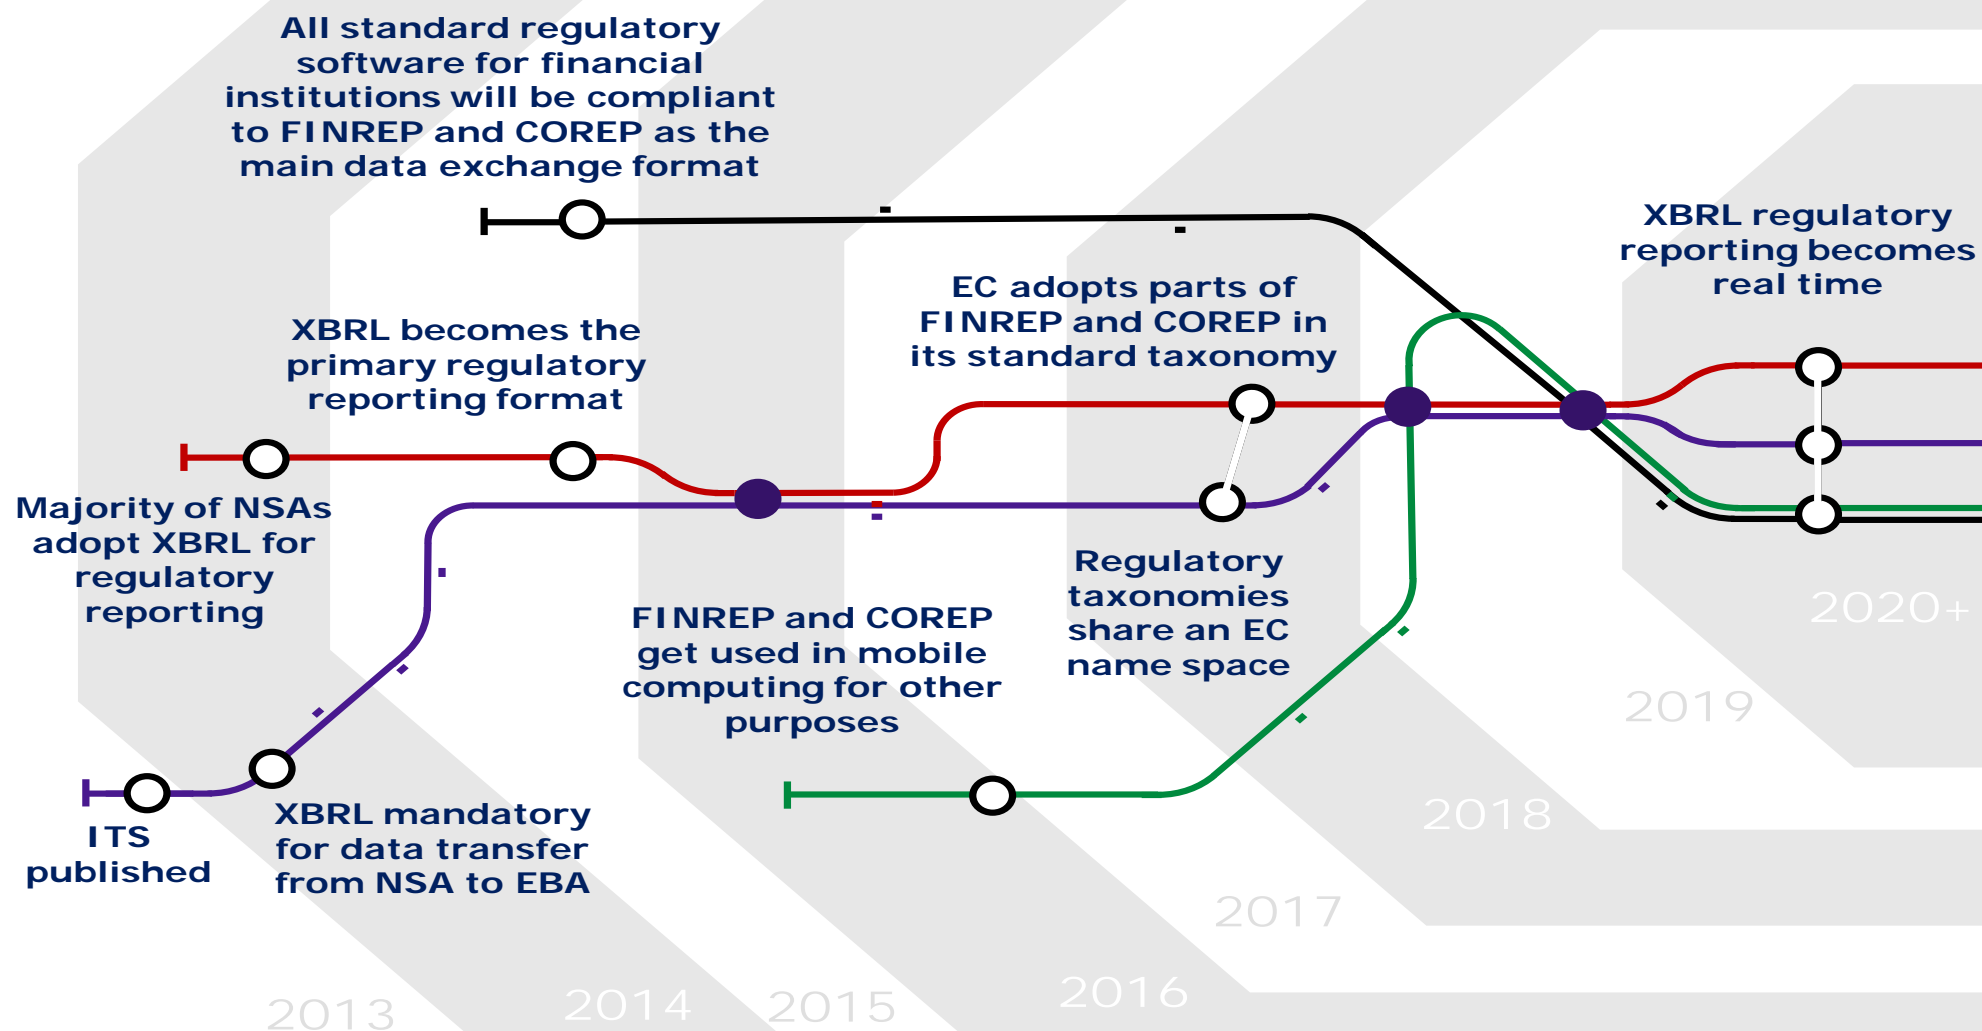 All standard regulatory
software for financial
institutions will be compliant
to FINREP and COREP as the
main data exchange format
XBRL regulatory
reporting becomes
real time
EC adopts parts of
FINREP and COREP in
its standard taxonomy
XBRL becomes the
primary regulatory
reporting format
Majority of NSAs
adopt XBRL for
regulatory
reporting
Regulatory
taxonomies
share an EC
name space
FINREP and COREP
get used in mobile
computing for other
purposes
ITS
published
XBRL mandatory
for data transfer
from NSA to EBA
2013
2014
2015
2016
2017
2018
2019
2020+